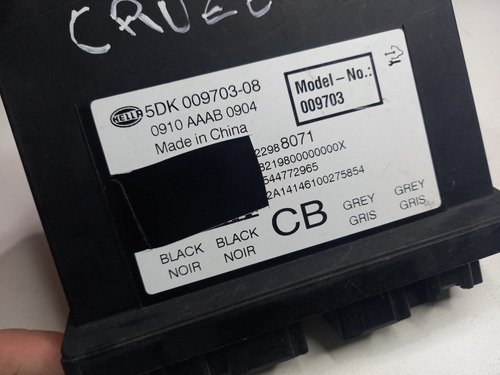 CRUZE
HELLA 5DK 009703-08
0910 AAAB 0904
Made in China
Model-No.:
009703
22988071
821980000000X
544772965
2A14146100275854
BLACK BLACK CB GREY GREY
NOIR NOIR GRIS GRIS